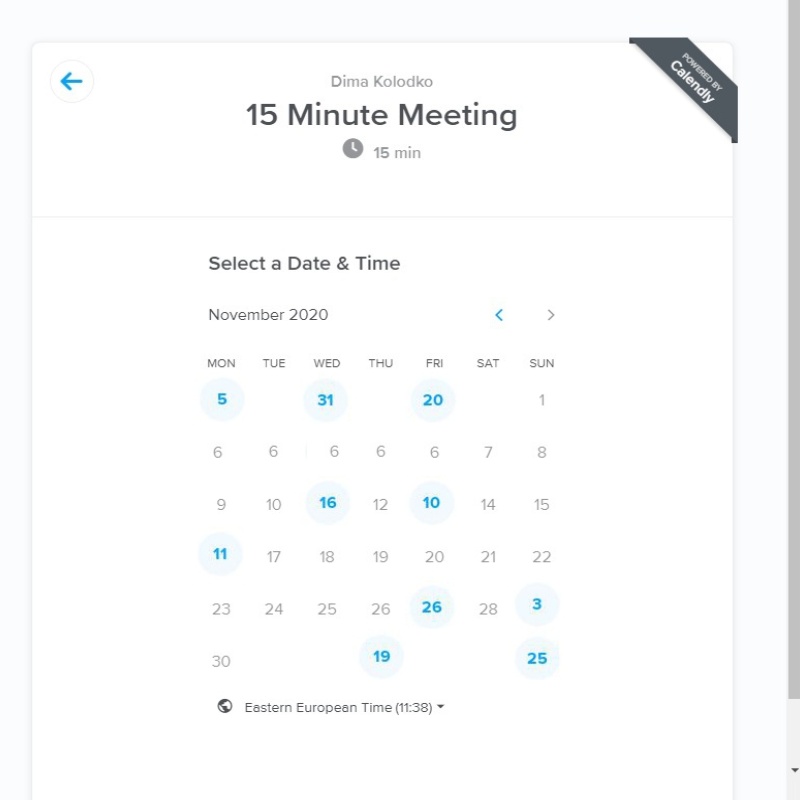 POWERED BY
Calendly
Dima Kolodko
15 Minute Meeting
15 min
Select a Date & Time
November 2020
MON TUE WED THU FRI SAT SUN
5 31 20 1
6 6 6 6 6 7 8
9 10 16 12 10 14 15
11 17 18 19 20 21 22
23 24 25 26 26 28 3
30 19 25
Eastern European Time (11:38)